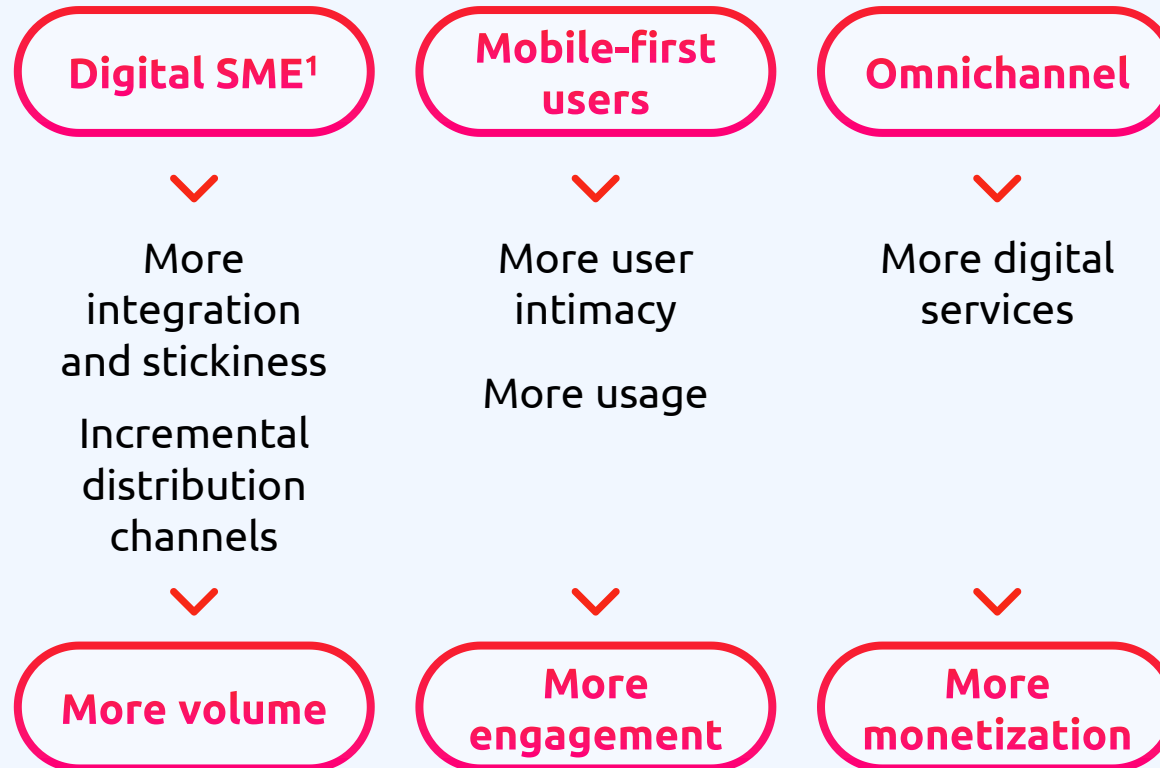 Digital SME¹
Mobile-first
users
Omnichannel
More
integration
and stickiness
Incremental
distribution
channels
More user
intimacy
More usage
More digital
services
More volume
More
engagement
More
monetization